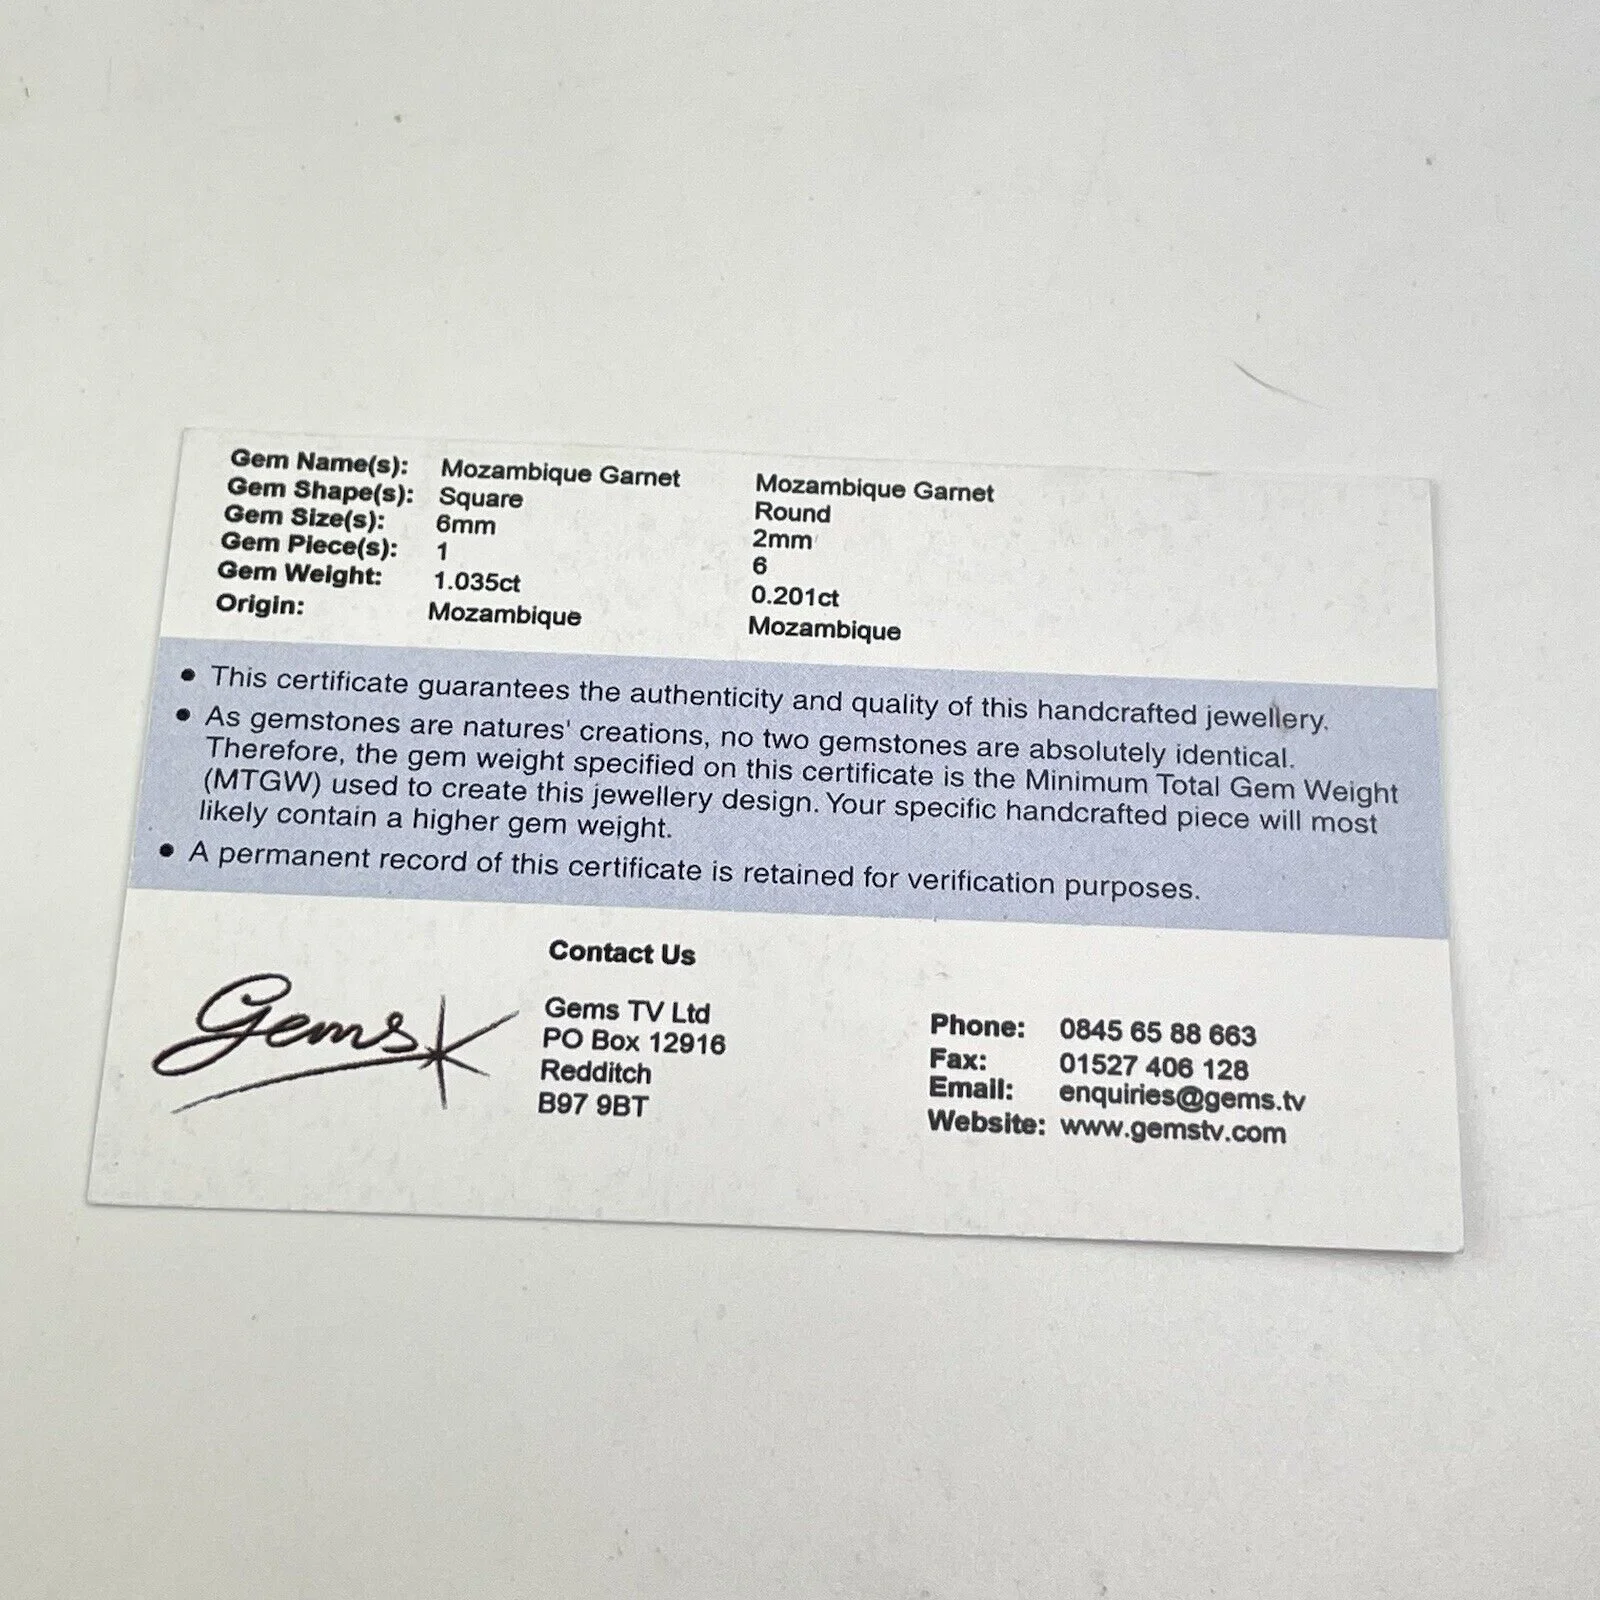 Gem Name(s): Mozambique Garnet Mozambique Garnet
Gem Shape(s): Square Round
Gem Size(s): 6mm 2mm
Gem Piece(s): 1 6
Gem Weight: 1.035ct 0.201ct
Origin: Mozambique Mozambique
• This certificate guarantees the authenticity and quality of this handcrafted jewellery.
• As gemstones are natures' creations, no two gemstones are absolutely identical.
Therefore, the gem weight specified on this certificate is the Minimum Total Gem Weight
(MTGW) used to create this jewellery design. Your specific handcrafted piece will most
likely contain a higher gem weight.
• A permanent record of this certificate is retained for verification purposes.
Gems
Contact Us
Gems TV Ltd
PO Box 12916
Redditch
B97 9BT
Phone: 0845 65 88 663
Fax: 01527 406 128
Email: enquiries@gems.tv
Website: www.gemstv.com